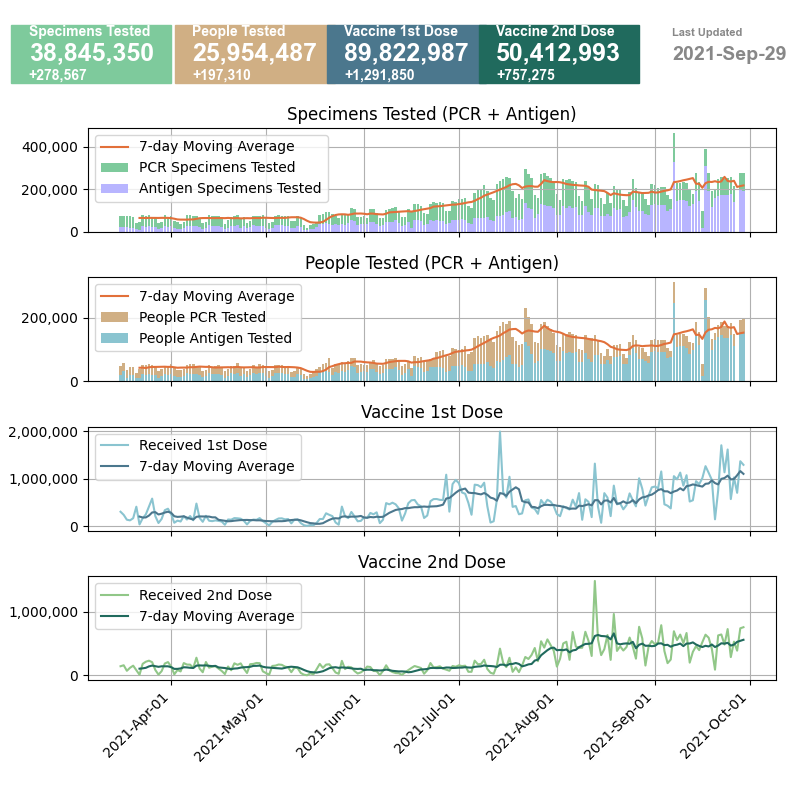 Specimens Tested
38,845,350
+278,567
People Tested
25,954,487
+197,310
Vaccine 1st Dose
89,822,987
+1,291,850
Vaccine 2nd Dose
50,412,993
+757,275
Last Updated
2021-Sep-29
Specimens Tested (PCR + Antigen)
400,000
200,000
0
7-day Moving Average
PCR Specimens Tested
Antigen Specimens Tested
People Tested (PCR + Antigen)
200,000
0
7-day Moving Average
People PCR Tested
People Antigen Tested
Vaccine 1st Dose
2,000,000
1,000,000
0
Received 1st Dose
7-day Moving Average
Vaccine 2nd Dose
1,000,000
0
Received 2nd Dose
7-day Moving Average
2021-Apr-01
2021-May-01
2021-Jun-01
2021-Jul-01
2021-Aug-01
2021-Sep-01
2021-Oct-01